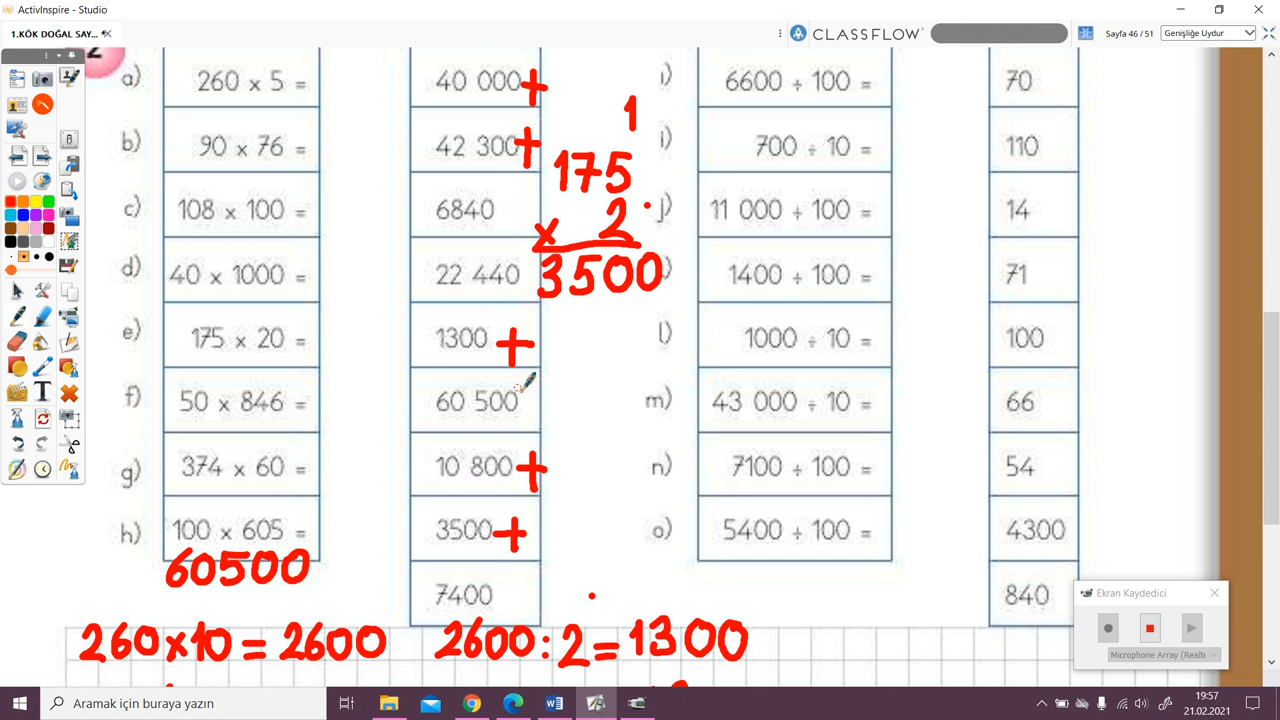 ActivInspire - Studio
1.KÖK DOĞAL SAY... *
CLASSFLOW
Sayfa 46 / 51
Genişliğe Uydur
2
a) 260 x 5 = 40 000 + ı) 6600 ÷ 100 = 70
1
b) 90 x 76 = 42 300 + i) 700 ÷ 10 = 110
175
c) 108 x 100 = 6840 j) 11 000 ÷ 100 = 14
x 2
d) 40 x 1000 = 22 440 ) 1400 ÷ 100 = 71
3500
e) 175 x 20 = 1300 + l) 1000 ÷ 10 = 100
f) 50 x 846 = 60 500 m) 43 000 ÷ 10 = 66
g) 374 x 60 = 10 800 + n) 7100 ÷ 100 = 54
h) 100 x 605 = 3500 + o) 5400 ÷ 100 = 4300
60500
7400 840
260x10=2600 2600:2=1300
Ekran Kaydedici
Microphone Array (Realte
Aramak için buraya yazın
19:57
21.02.2021